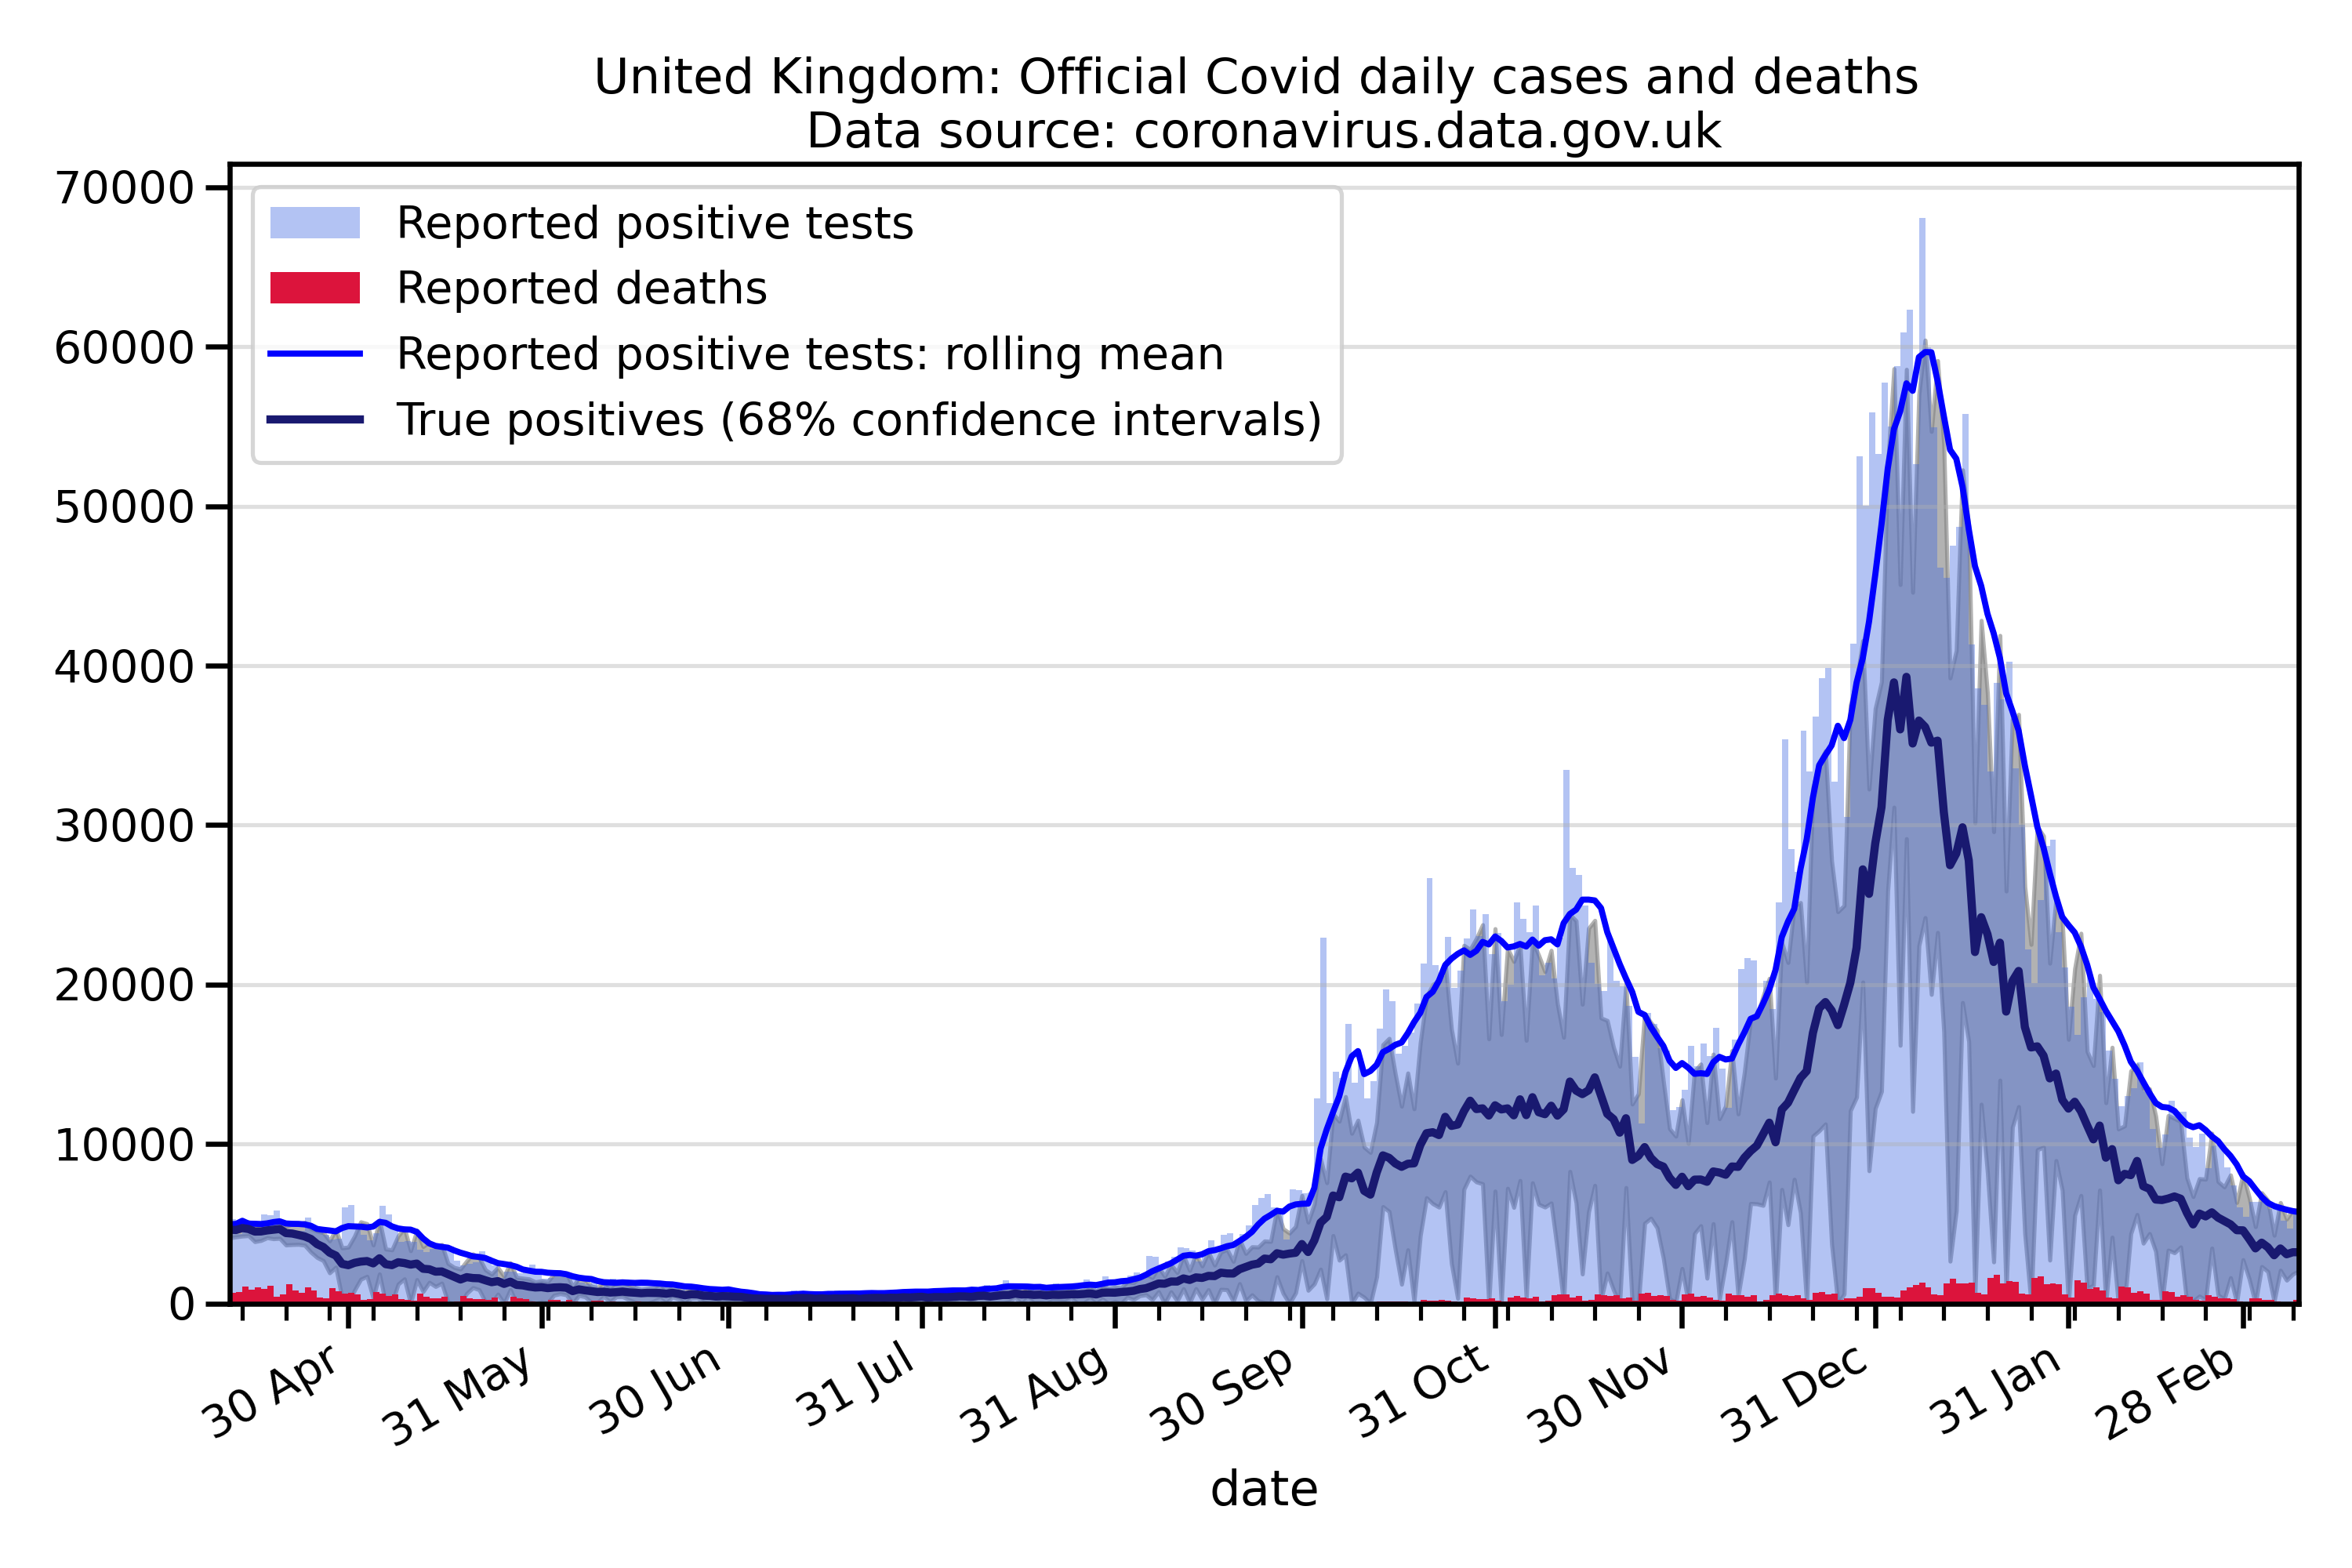 United Kingdom: Official Covid daily cases and deaths
Data source: coronavirus.data.gov.uk
70000
60000
50000
40000
30000
20000
10000
0
Reported positive tests
Reported deaths
Reported positive tests: rolling mean
True positives (68% confidence intervals)
30 Apr
31 May
30 Jun
31 Jul
31 Aug
30 Sep
31 Oct
30 Nov
31 Dec
31 Jan
28 Feb
date